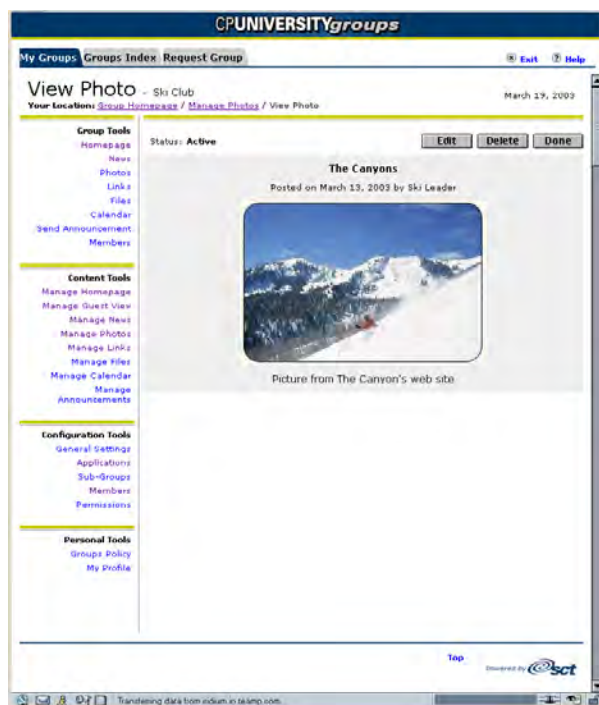 CPUNIVERSITYgroups
My Groups Groups Index Request Group Exit Help
View Photo - Ski Club
March 19, 2003
Your Location: Group Homepage / Manage Photos / View Photo
Group Tools
Homepage
News
Photos
Links
Files
Calendar
Send Announcement
Members
Status: Active
Edit Delete Done
The Canyons
Posted on March 13, 2003 by Ski Leader
Picture from The Canyon's web site
Content Tools
Manage Homepage
Manage Guest View
Manage News
Manage Photos
Manage Links
Manage Files
Manage Calendar
Manage
Announcements
Configuration Tools
General Settings
Applications
Sub-Groups
Members
Permissions
Personal Tools
Groups Policy
My Profile
Top
Powered by sct
Transferring data from